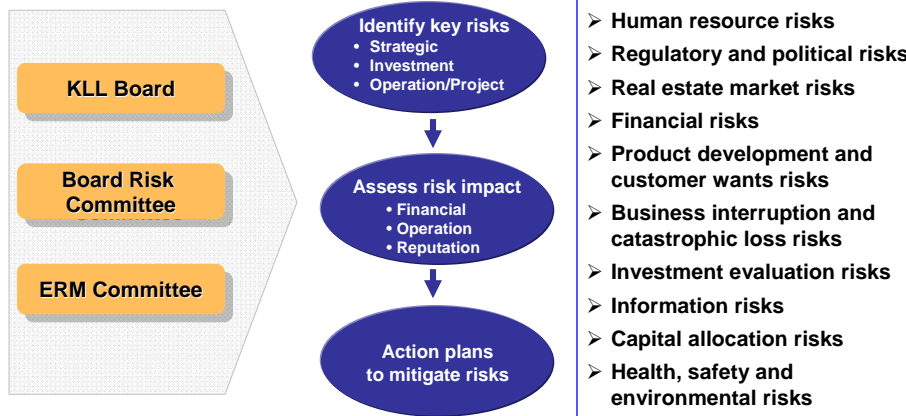 KLL Board
Board Risk
Committee
ERM Committee
Identify key risks
• Strategic
• Investment
• Operation/Project
Assess risk impact
• Financial
• Operation
• Reputation
Action plans
to mitigate risks
➢ Human resource risks
➢ Regulatory and political risks
➢ Real estate market risks
➢ Financial risks
➢ Product development and
customer wants risks
➢ Business interruption and
catastrophic loss risks
➢ Investment evaluation risks
➢ Information risks
➢ Capital allocation risks
➢ Health, safety and
environmental risks